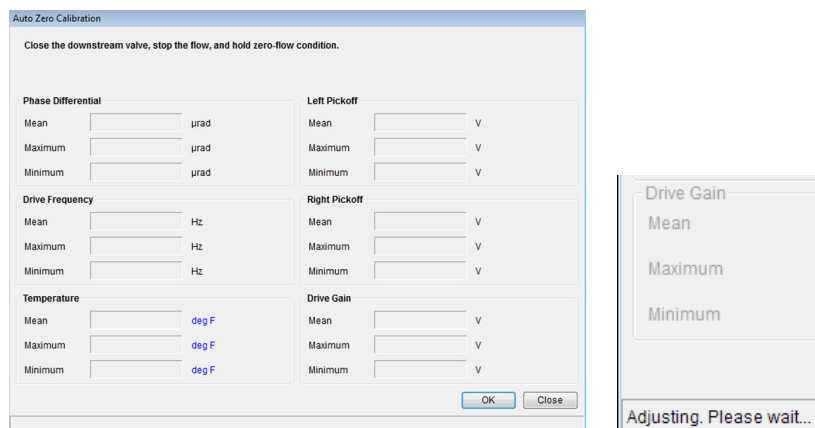 Auto Zero Calibration
Close the downstream valve, stop the flow, and hold zero-flow condition.
Phase Differential
Mean µrad
Maximum µrad
Minimum µrad
Left Pickoff
Mean V
Maximum V
Minimum V
Drive Frequency
Mean Hz
Maximum Hz
Minimum Hz
Right Pickoff
Mean V
Maximum V
Minimum V
Temperature
Mean deg F
Maximum deg F
Minimum deg F
Drive Gain
Mean V
Maximum V
Minimum V
OK Close
Drive Gain
Mean
Maximum
Minimum
Adjusting. Please wait...